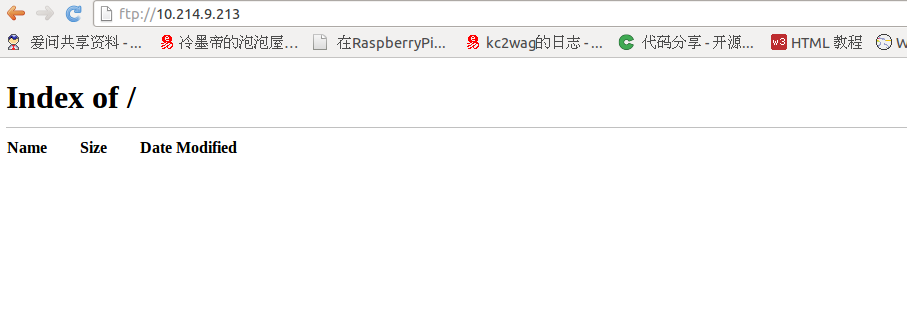 ftp://10.214.9.213
爱问共享资料 -... 冷墨帝的泡泡屋... 在RaspberryPi... kc2wag的日志 -... 代码分享 - 开源... HTML 教程 W
Index of /
Name Size Date Modified